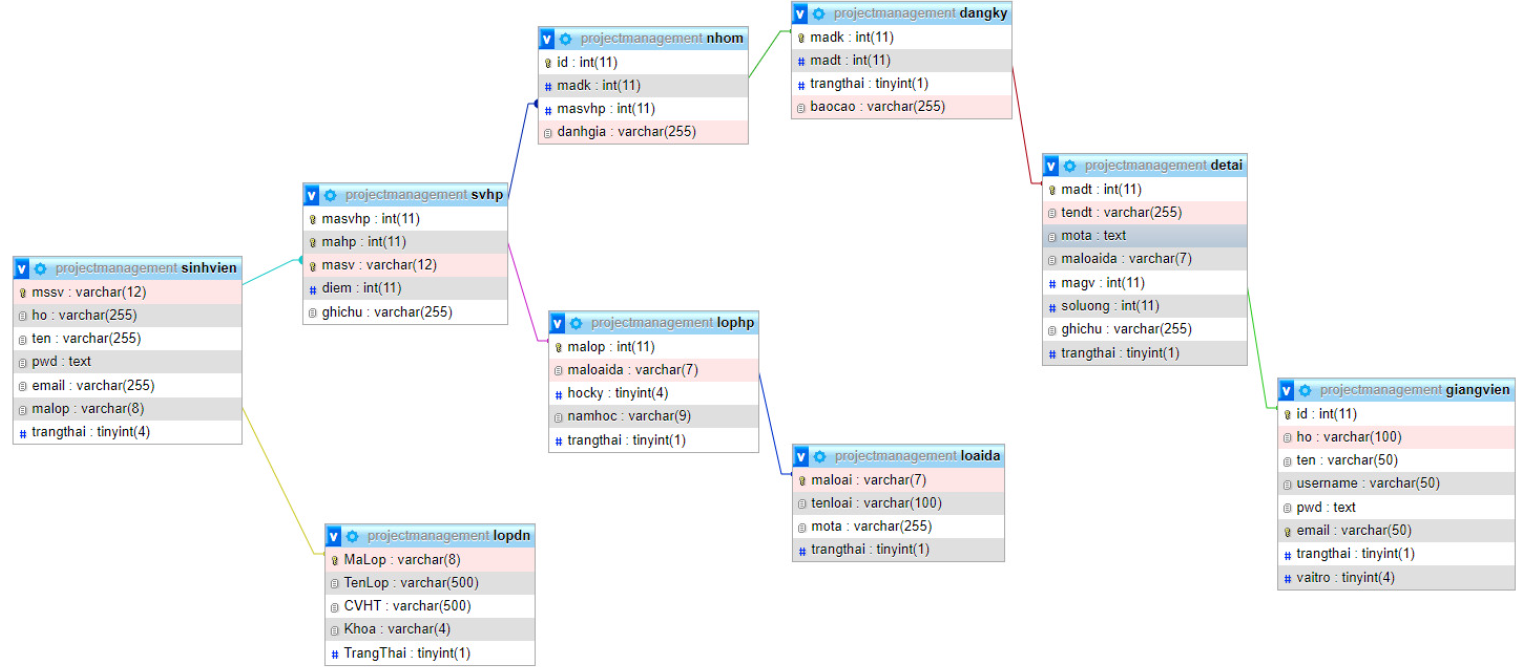 projectmanagement dangky
madk : int(11)
madt : int(11)
trangthai : tinyint(1)
baocao : varchar(255)
projectmanagement nhom
id : int(11)
madk : int(11)
masvhp : int(11)
danhgia : varchar(255)
projectmanagement detai
madt : int(11)
tendt : varchar(255)
mota : text
maloaida : varchar(7)
magv : int(11)
soluong : int(11)
ghichu : varchar(255)
trangthai : tinyint(1)
projectmanagement svhp
masvhp : int(11)
mahp : int(11)
masv : varchar(12)
diem : int(11)
ghichu : varchar(255)
projectmanagement sinhvien
mssv : varchar(12)
ho : varchar(255)
ten : varchar(255)
pwd : text
email : varchar(255)
malop : varchar(8)
trangthai : tinyint(4)
projectmanagement lophp
malop : int(11)
maloaida : varchar(7)
hocky : tinyint(4)
namhoc : varchar(9)
trangthai : tinyint(1)
projectmanagement giangvien
id : int(11)
ho : varchar(100)
ten : varchar(50)
username : varchar(50)
pwd : text
email : varchar(50)
trangthai : tinyint(1)
vaitro : tinyint(4)
projectmanagement loaida
maloai : varchar(7)
tenloai : varchar(100)
mota : varchar(255)
trangthai : tinyint(1)
projectmanagement lopdn
MaLop : varchar(8)
TenLop : varchar(500)
CVHT : varchar(500)
Khoa : varchar(4)
TrangThai : tinyint(1)